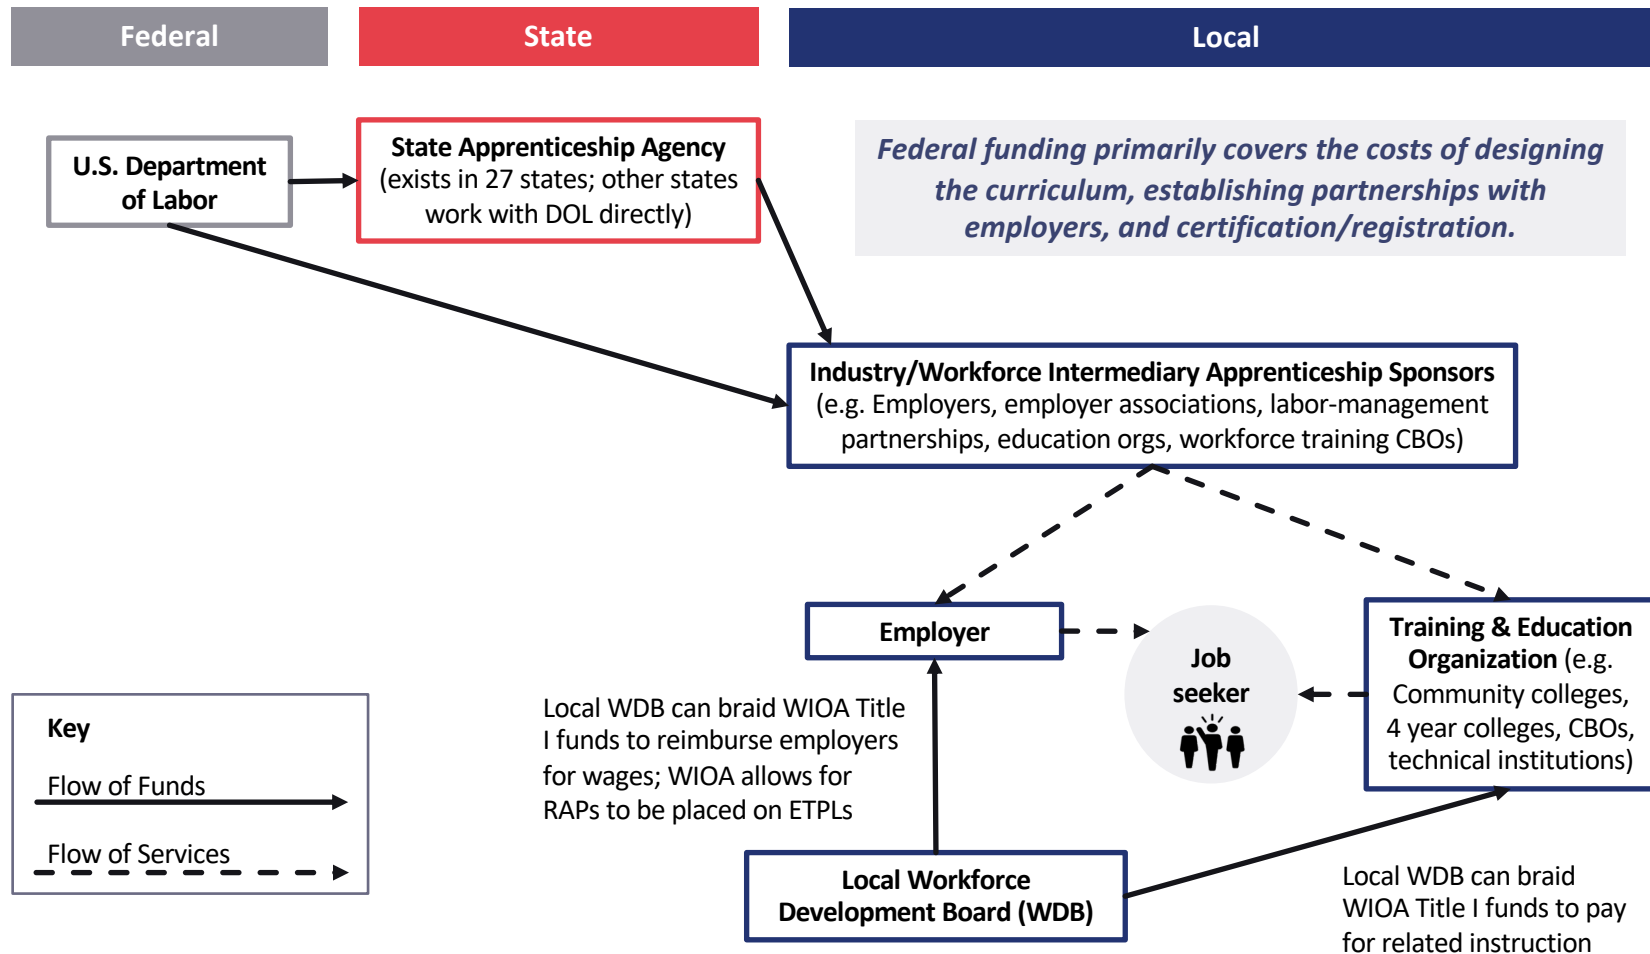 Federal
State
Local
U.S. Department
of Labor
State Apprenticeship Agency
(exists in 27 states; other states
work with DOL directly)
Federal funding primarily covers the costs of designing
the curriculum, establishing partnerships with
employers, and certification/registration.
Industry/Workforce Intermediary Apprenticeship Sponsors
(e.g. Employers, employer associations, labor-management
partnerships, education orgs, workforce training CBOs)
Employer
Job
seeker
Training & Education
Organization (e.g.
Community colleges,
4 year colleges, CBOs,
technical institutions)
Local WDB can braid WIOA Title
I funds to reimburse employers
for wages; WIOA allows for
RAPs to be placed on ETPLs
Key
Flow of Funds
Flow of Services
Local Workforce
Development Board (WDB)
Local WDB can braid
WIOA Title I funds to pay
for related instruction